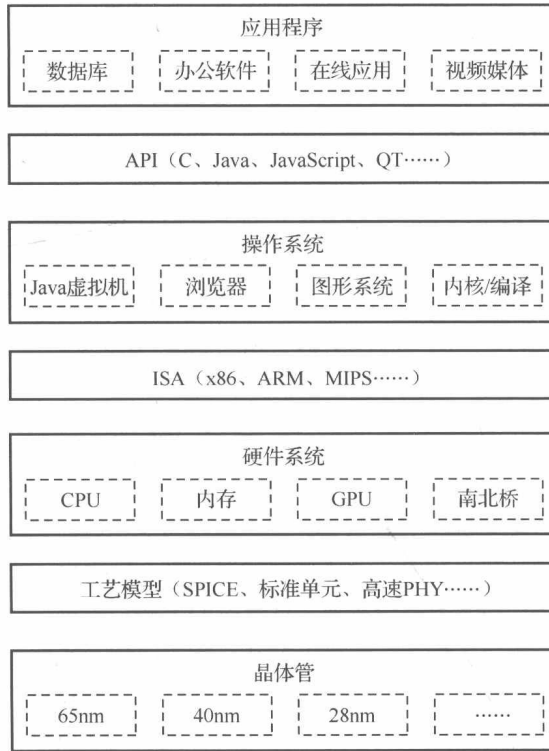 应用程序
数据库 办公软件 在线应用 视频媒体
API（C、Java、JavaScript、QT……）
操作系统
Java虚拟机 浏览器 图形系统 内核/编译
ISA（x86、ARM、MIPS……）
硬件系统
CPU 内存 GPU 南北桥
工艺模型（SPICE、标准单元、高速PHY……）
晶体管
65nm 40nm 28nm ……